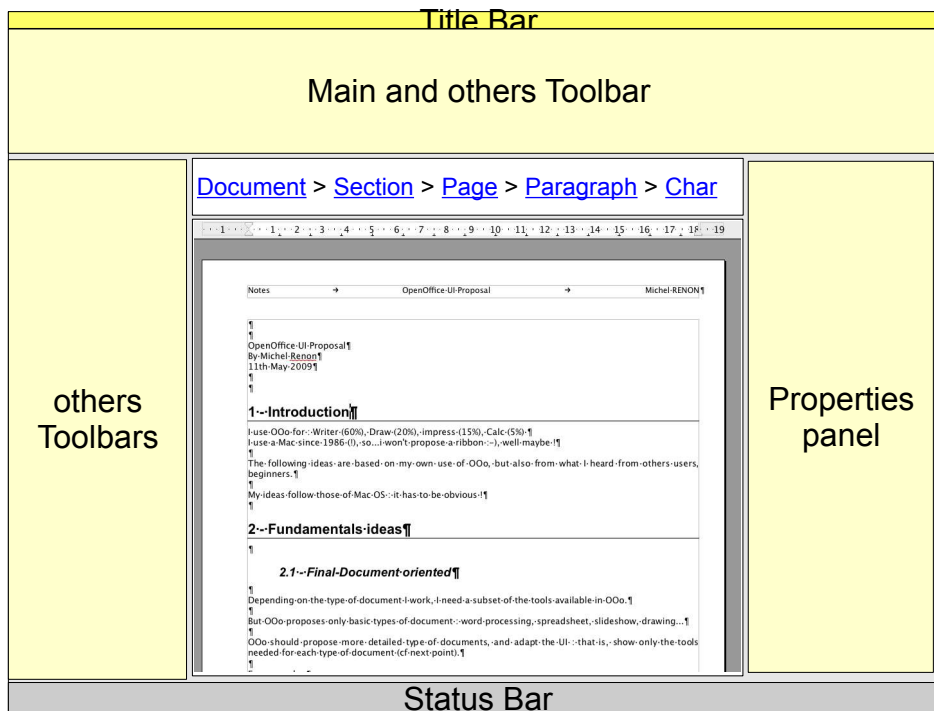 Title Bar
Main and others Toolbar
others
Toolbars
Document > Section > Page > Paragraph > Char
· · · 1 · · · 1 · · · 2 · · · 3 · · · 4 · · · 5 · · · 6 · · · 7 · · · 8 · · · 9 · · · 10 · · · 11 · · · 12 · · · 13 · · · 14 · · · 15 · · · 16 · · · 17 · · · 18 · · · 19
Notes → OpenOffice·UI·Proposal → Michel·RENON¶
¶
¶
OpenOffice·UI·Proposal¶
By·Michel·Renon¶
11th·May·2009¶
¶
¶
1·-·Introduction¶
I·use·OOo·for·:·Writer·(60%),·Draw·(20%),·impress·(15%),·Calc·(5%)·¶
I·use·a·Mac·since·1986·(!),·so...i·won't·propose·a·ribbon·:-),·well·maybe·!¶
¶
The·following·ideas·are·based·on·my·own·use·of·OOo,·but·also·from·what·I·heard·from·others·users,
beginners.¶
¶
My·ideas·follow·those·of·Mac·OS·:·it·has·to·be·obvious·!¶
¶
2·-·Fundamentals·ideas¶
¶
2.1·-·Final-Document·oriented¶
¶
Depending·on·the·type·of·document·I·work,·I·need·a·subset·of·the·tools·available·in·OOo.¶
¶
But·OOo·proposes·only·basic·types·of·document·:·word·processing,·spreadsheet,·slideshow,·drawing...¶
¶
OOo·should·propose·more·detailed·type·of·documents,·and·adapt·the·UI·:·that·is,·show·only·the·tools
needed·for·each·type·of·document·(cf·next·point).¶
¶
Properties
panel
Status Bar